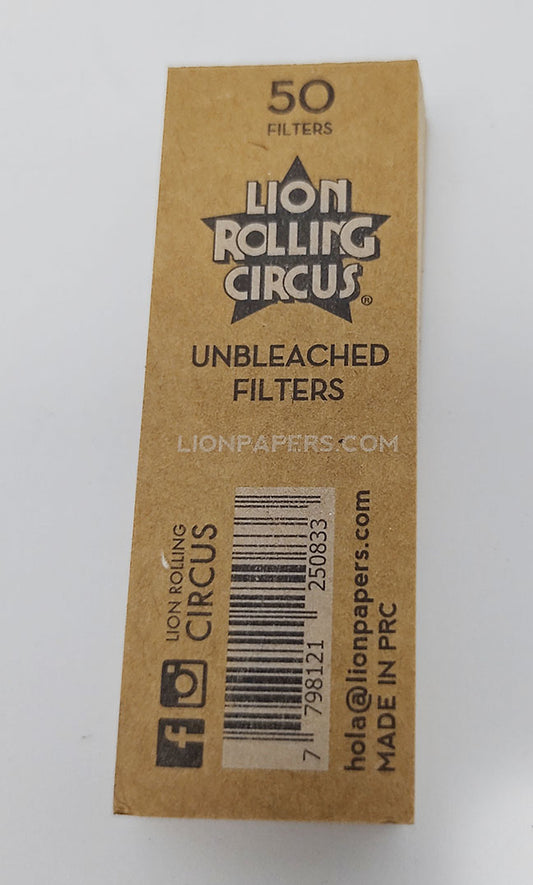 50
FILTERS
LION
ROLLING
CIRCUS®
UNBLEACHED
FILTERS
LIONPAPERS.COM
LION ROLLING
CIRCUS
7 798121 250833
hola@lionpapers.com
MADE IN PRC